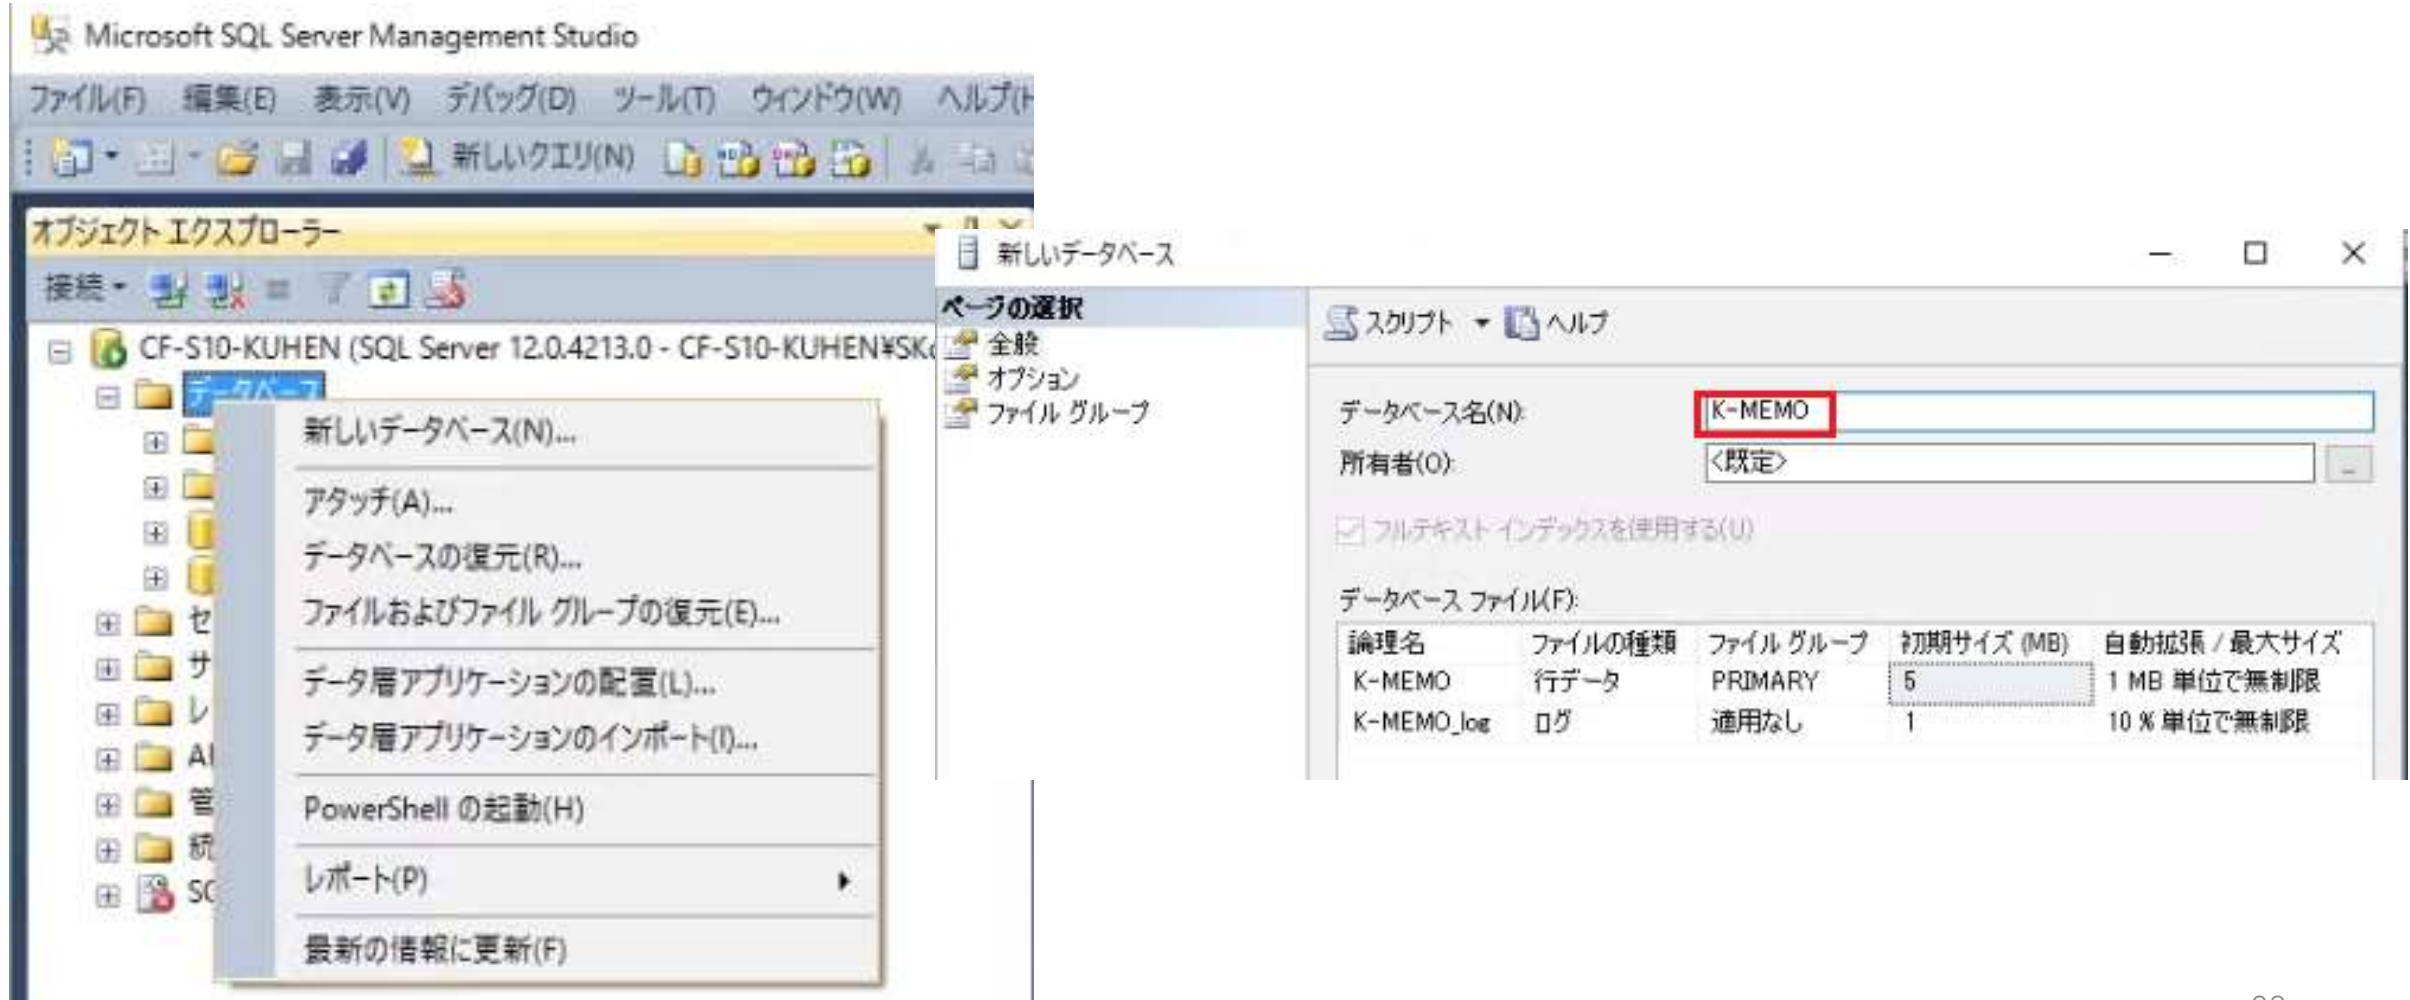 Microsoft SQL Server Management Studio
ファイル(F) 編集(E) 表示(V) デバッグ(D) ツール(T) ウィンドウ(W) ヘルプ(H
新しいクエリ(N)
オブジェクト エクスプローラー
接続
CF-S10-KUHEN (SQL Server 12.0.4213.0 - CF-S10-KUHEN¥SK
データベース
新しいデータベース(N)...
アタッチ(A)...
データベースの復元(R)...
ファイルおよびファイル グループの復元(E)...
データ層アプリケーションの配置(L)...
データ層アプリケーションのインポート(I)...
PowerShell の起動(H)
レポート(P)
最新の情報に更新(F)
セ
サ
レ
管
統
新しいデータベース
ページの選択
全般
オプション
ファイル グループ
スクリプト ヘルプ
データベース名(N): K-MEMO
所有者(O): <既定>
フルテキスト インデックスを使用する(U)
データベース ファイル(F):
論理名 ファイルの種類 ファイル グループ 初期サイズ (MB) 自動拡張 / 最大サイズ
K-MEMO 行データ PRIMARY 5 1 MB 単位で無制限
K-MEMO_log ログ 適用なし 1 10 % 単位で無制限